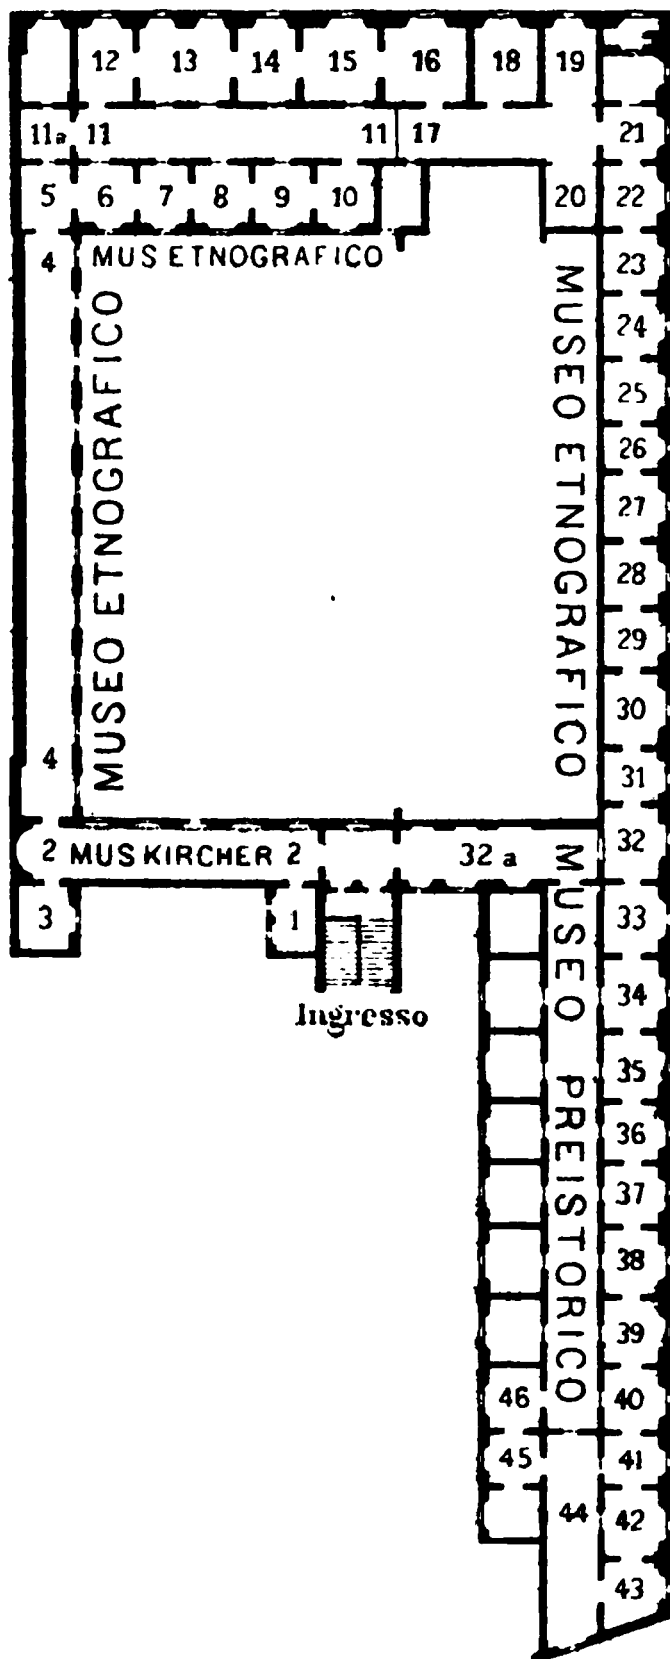 12 13 14 15 16 18 19
11a 11 11 17 21
5 6 7 8 9 10 20 22
4 MUS ETNOGRAFICO 23
MUSEO ETNOGRAFICO
MUSEO ETNOGRAFICO
24
25
26
27
28
29
30
4 31
2 MUS KIRCHER 2 32 a 32
3 1 33
Ingresso
MUSEO PREISTORICO
34
35
36
37
38
39
46 40
45 41
44 42
43